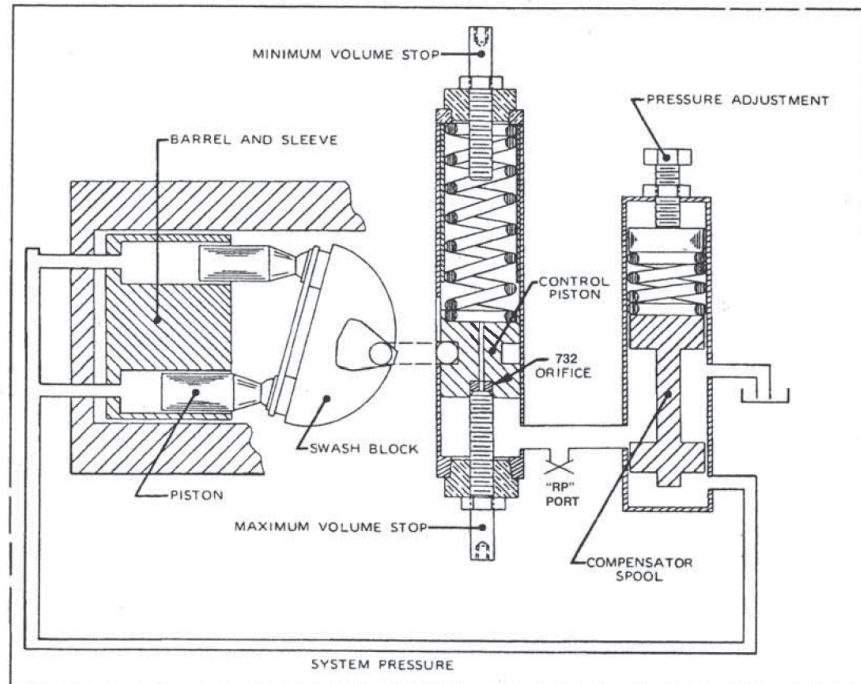 MINIMUM VOLUME STOP
PRESSURE ADJUSTMENT
BARREL AND SLEEVE
CONTROL
PISTON
732
ORIFICE
SWASH BLOCK
"RP"
PORT
PISTON
MAXIMUM VOLUME STOP
COMPENSATOR
SPOOL
SYSTEM PRESSURE